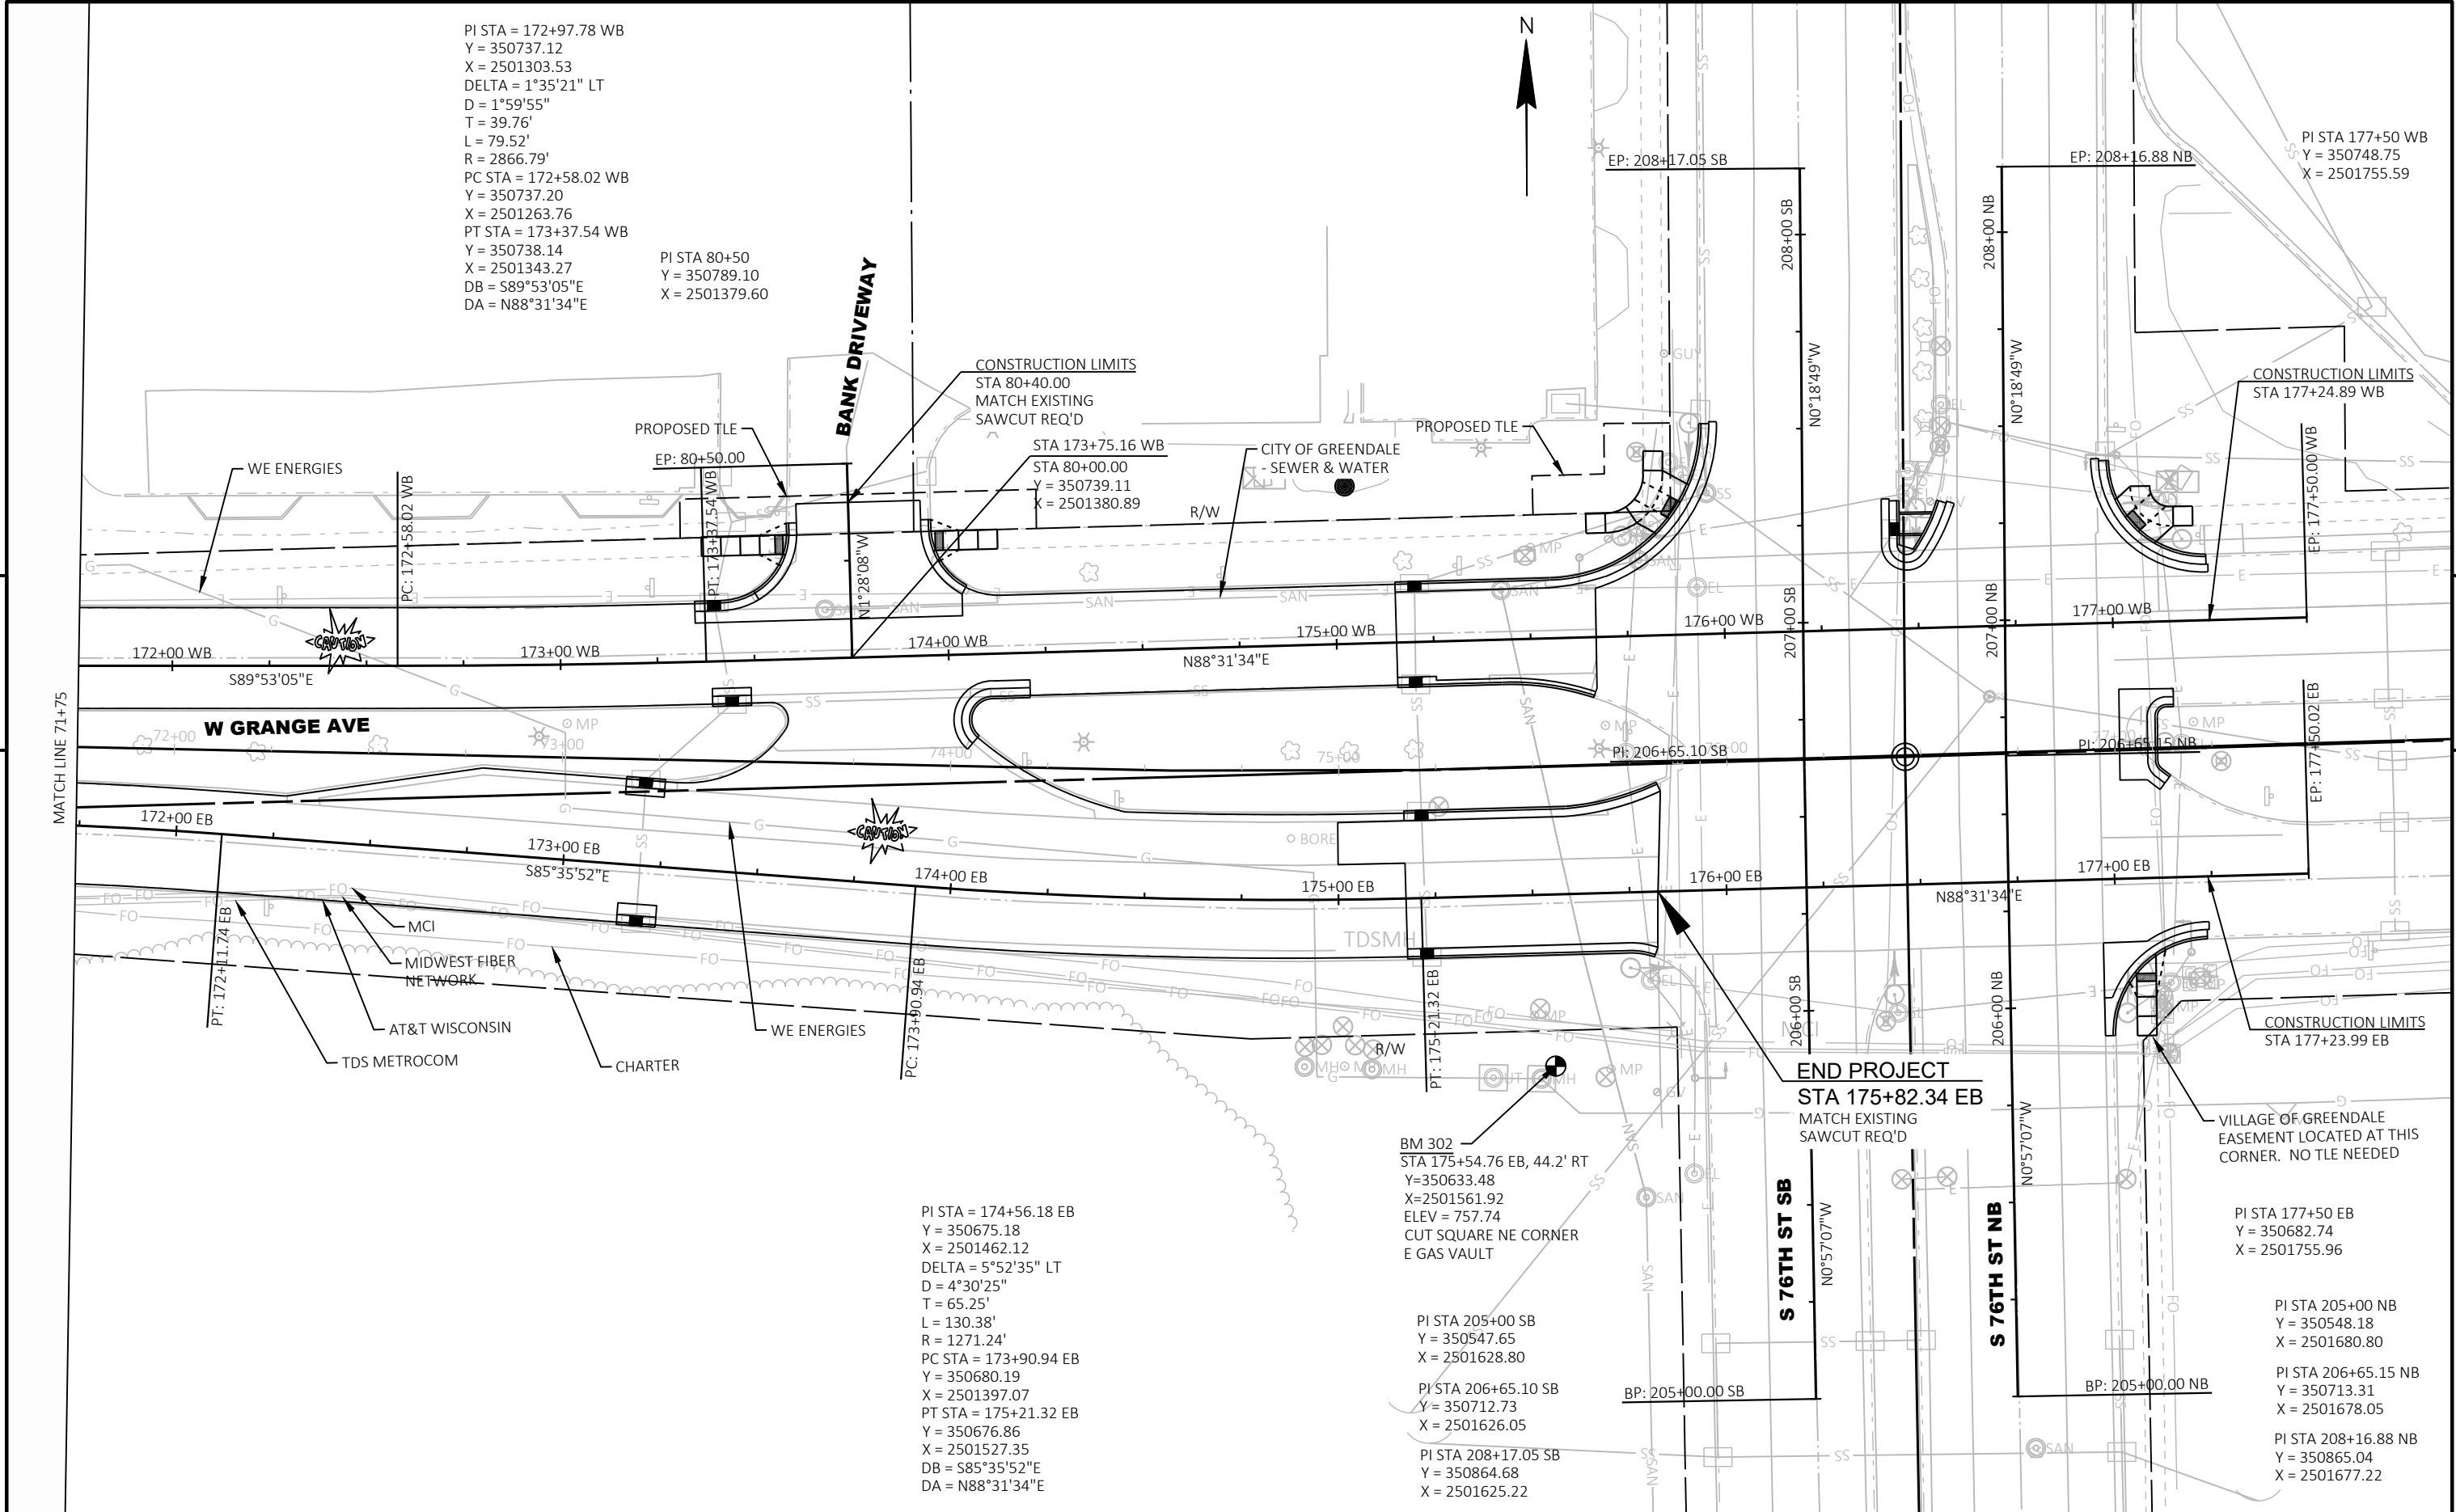 PI STA = 172+97.78 WB
Y = 350737.12
X = 2501303.53
DELTA = 1°35'21" LT
D = 1°59'55"
T = 39.76'
L = 79.52'
R = 2866.79'
PC STA = 172+58.02 WB
Y = 350737.20
X = 2501263.76
PT STA = 173+37.54 WB
Y = 350738.14
X = 2501343.27
DB = S89°53'05"E
DA = N88°31'34"E
PI STA 80+50
Y = 350789.10
X = 2501379.60
N
PI STA 177+50 WB
Y = 350748.75
X = 2501755.59
EP: 208+17.05 SB
EP: 208+16.88 NB
208+00 SB
208+00 NB
N0°18'49"W
N0°18'49"W
BANK DRIVEWAY
CONSTRUCTION LIMITS
STA 80+40.00
MATCH EXISTING
SAWCUT REQ'D
CONSTRUCTION LIMITS
STA 177+24.89 WB
PROPOSED TLE
EP: 80+50.00
STA 173+75.16 WB
STA 80+00.00
Y = 350739.11
X = 2501380.89
CITY OF GREENDALE
- SEWER & WATER
PROPOSED TLE
GUY
WE ENERGIES
R/W
PC: 172+58.02 WB
PT: 173+37.54 WB
N1°28'08"W
EP: 177+50.00 WB
172+00 WB
173+00 WB
174+00 WB
175+00 WB
176+00 WB
177+00 WB
207+00 SB
207+00 NB
CAUTION
S89°53'05"E
N88°31'34"E
MATCH LINE 71+75
W GRANGE AVE
72+00
73+00
74+00
75+00
MP
PI: 206+65.10 SB
PI: 206+65.15 NB
EP: 177+50.02 EB
172+00 EB
173+00 EB
174+00 EB
175+00 EB
176+00 EB
177+00 EB
S85°35'52"E
N88°31'34"E
CAUTION
BORE
TDSMH
MCI
MIDWEST FIBER
NETWORK
AT&T WISCONSIN
TDS METROCOM
CHARTER
WE ENERGIES
PT: 172+11.74 EB
PC: 173+90.94 EB
PT: 175+21.32 EB
R/W
206+00 SB
206+00 NB
MCI
CONSTRUCTION LIMITS
STA 177+23.99 EB
END PROJECT
STA 175+82.34 EB
MATCH EXISTING
SAWCUT REQ'D
VILLAGE OF GREENDALE
EASEMENT LOCATED AT THIS
CORNER.  NO TLE NEEDED
BM 302
STA 175+54.76 EB, 44.2' RT
Y=350633.48
X=2501561.92
ELEV = 757.74
CUT SQUARE NE CORNER
E GAS VAULT
S 76TH ST SB
N0°57'07"W
S 76TH ST NB
N0°57'07"W
PI STA = 174+56.18 EB
Y = 350675.18
X = 2501462.12
DELTA = 5°52'35" LT
D = 4°30'25"
T = 65.25'
L = 130.38'
R = 1271.24'
PC STA = 173+90.94 EB
Y = 350680.19
X = 2501397.07
PT STA = 175+21.32 EB
Y = 350676.86
X = 2501527.35
DB = S85°35'52"E
DA = N88°31'34"E
PI STA 205+00 SB
Y = 350547.65
X = 2501628.80
PI STA 206+65.10 SB
Y = 350712.73
X = 2501626.05
PI STA 208+17.05 SB
Y = 350864.68
X = 2501625.22
BP: 205+00.00 SB
BP: 205+00.00 NB
PI STA 177+50 EB
Y = 350682.74
X = 2501755.96
PI STA 205+00 NB
Y = 350548.18
X = 2501680.80
PI STA 206+65.15 NB
Y = 350713.31
X = 2501678.05
PI STA 208+16.88 NB
Y = 350865.04
X = 2501677.22